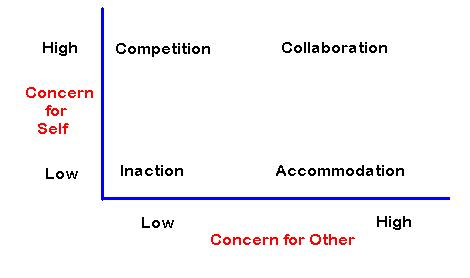 High Competition Collaboration
Concern
for
Self
Low Inaction Accommodation
Low High
Concern for Other